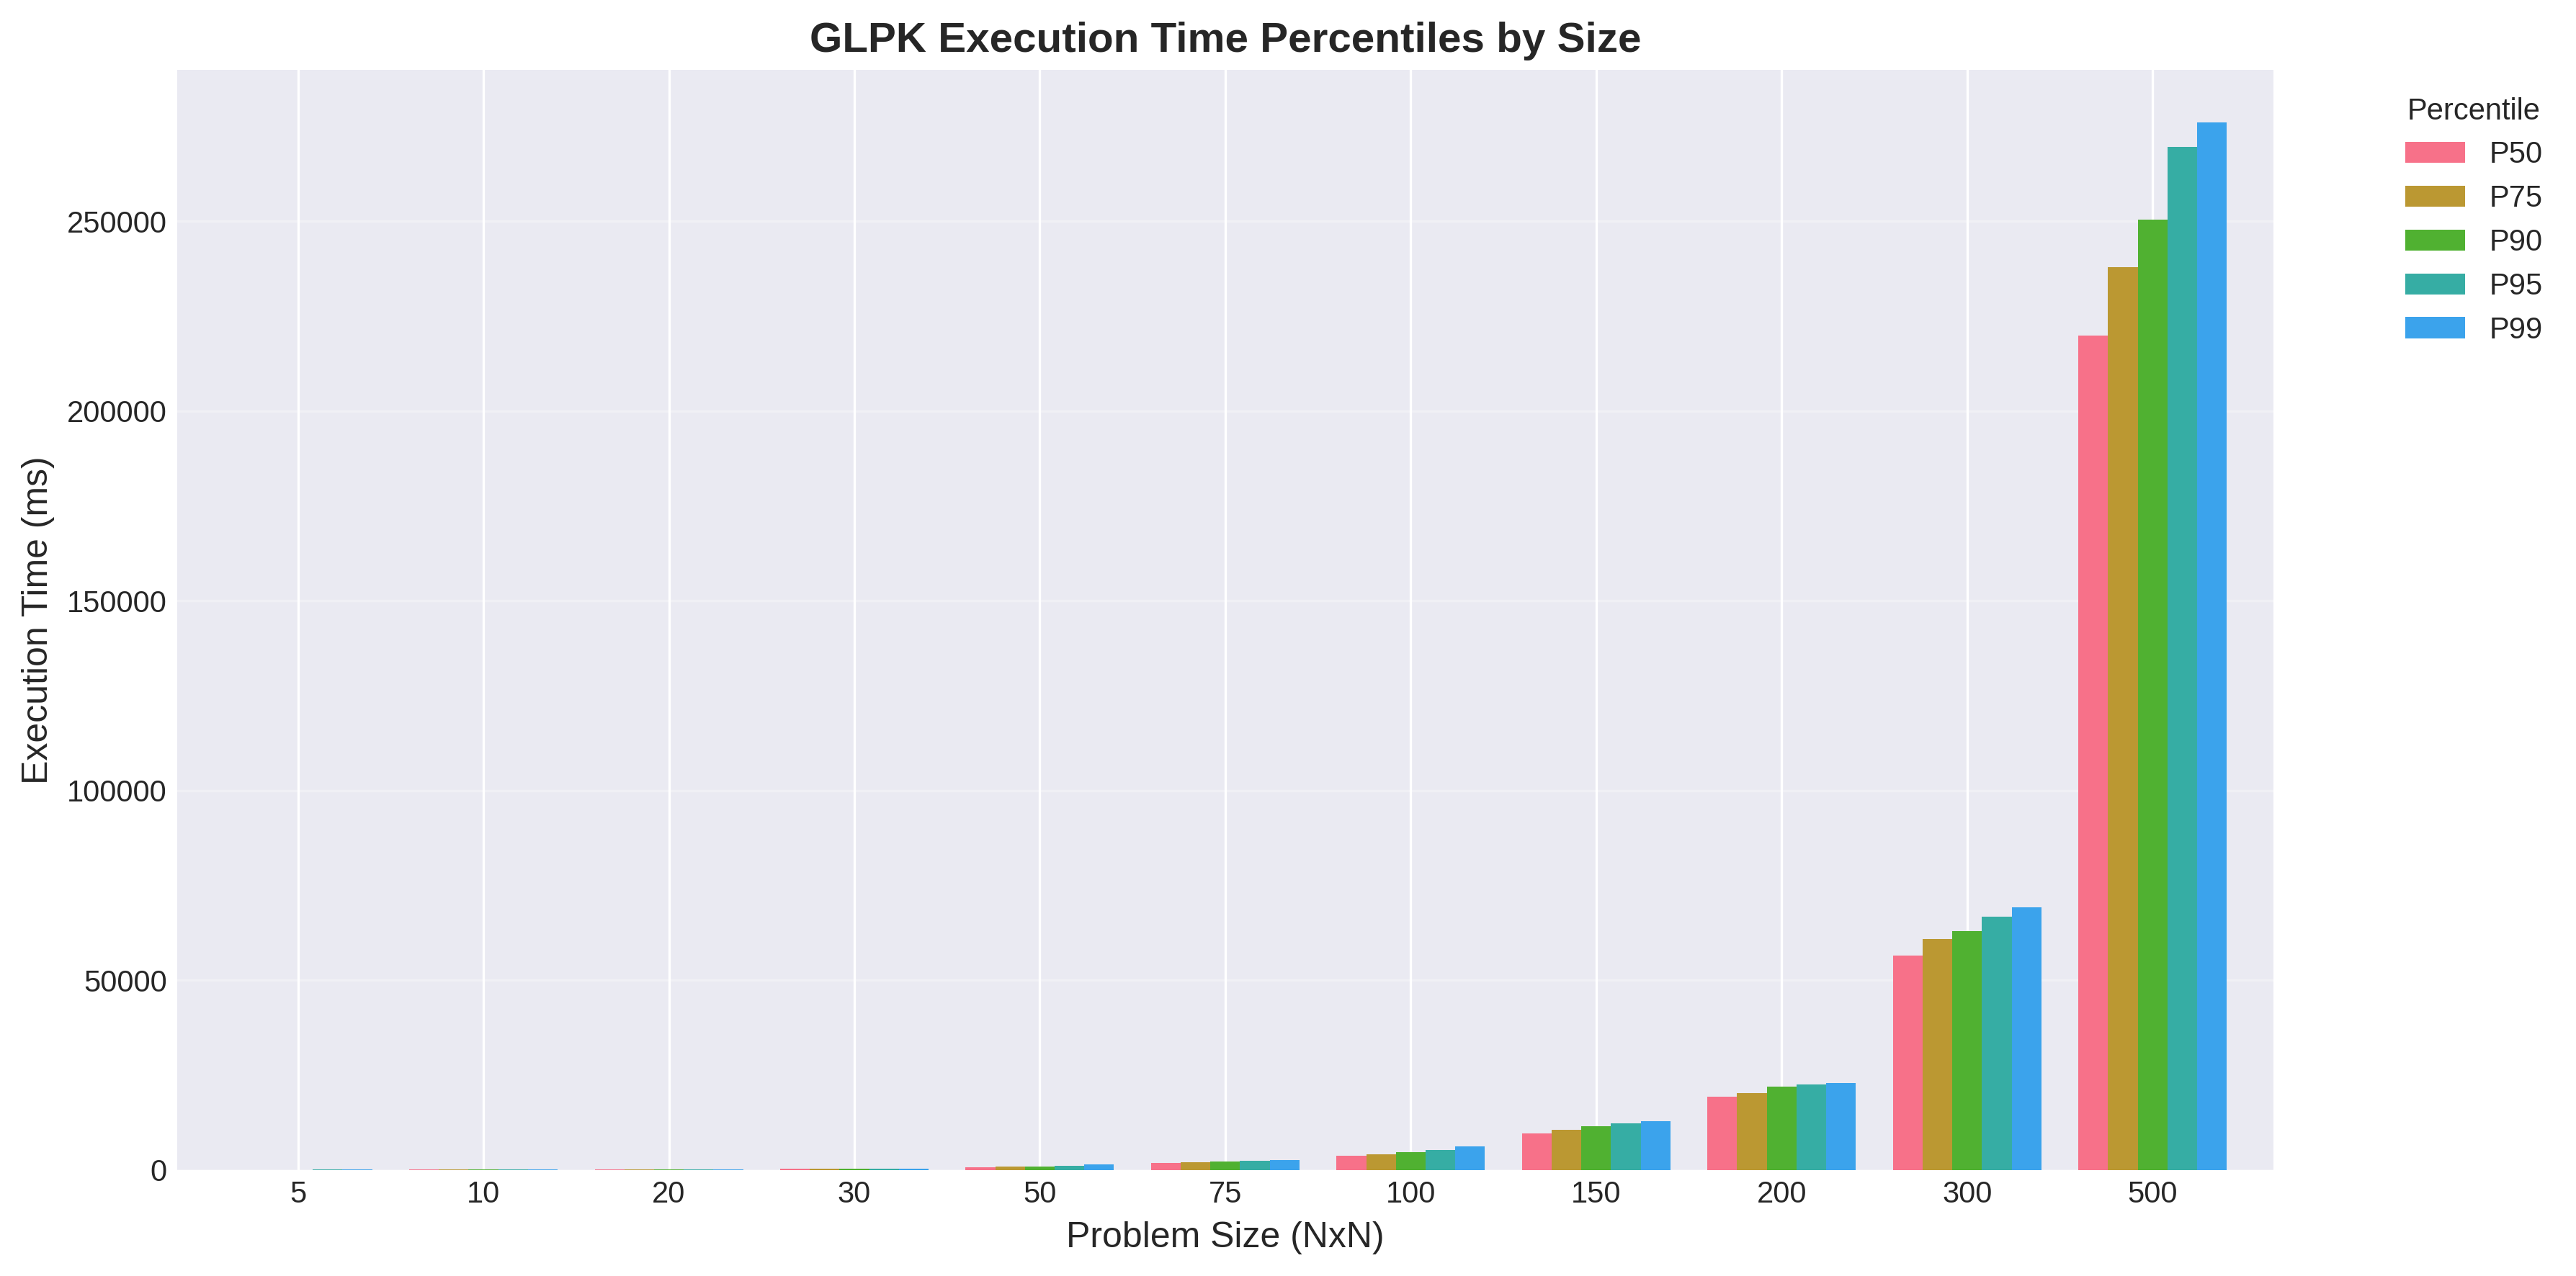 GLPK Execution Time Percentiles by Size
Percentile
P50
P75
P90
P95
P99
Execution Time (ms)
250000
200000
150000
100000
50000
0
5 10 20 30 50 75 100 150 200 300 500
Problem Size (NxN)